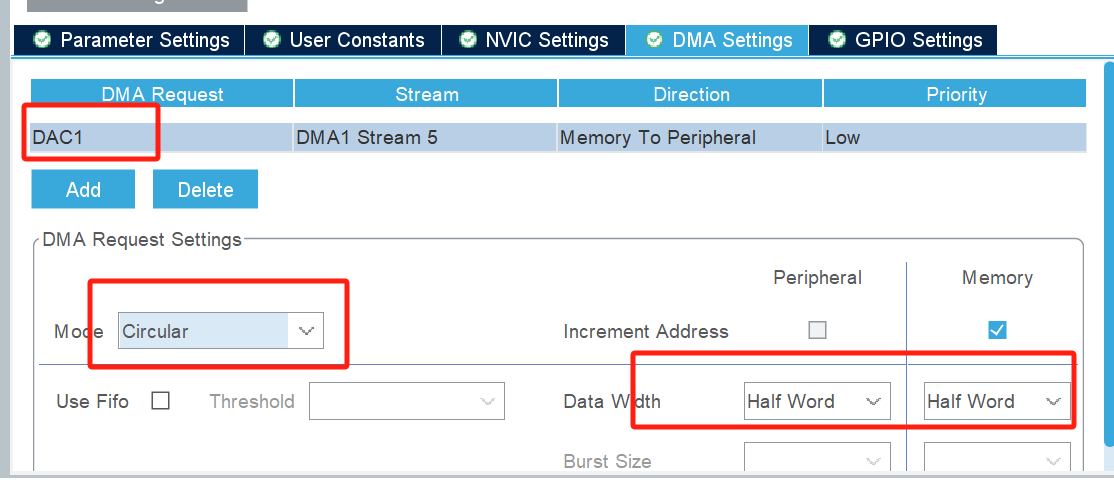 Parameter Settings User Constants NVIC Settings DMA Settings GPIO Settings
DMA Request Stream Direction Priority
DAC1 DMA1 Stream 5 Memory To Peripheral Low
Add Delete
DMA Request Settings
Peripheral Memory
Mode Circular Increment Address
Use Fifo Threshold Data Width Half Word Half Word
Burst Size